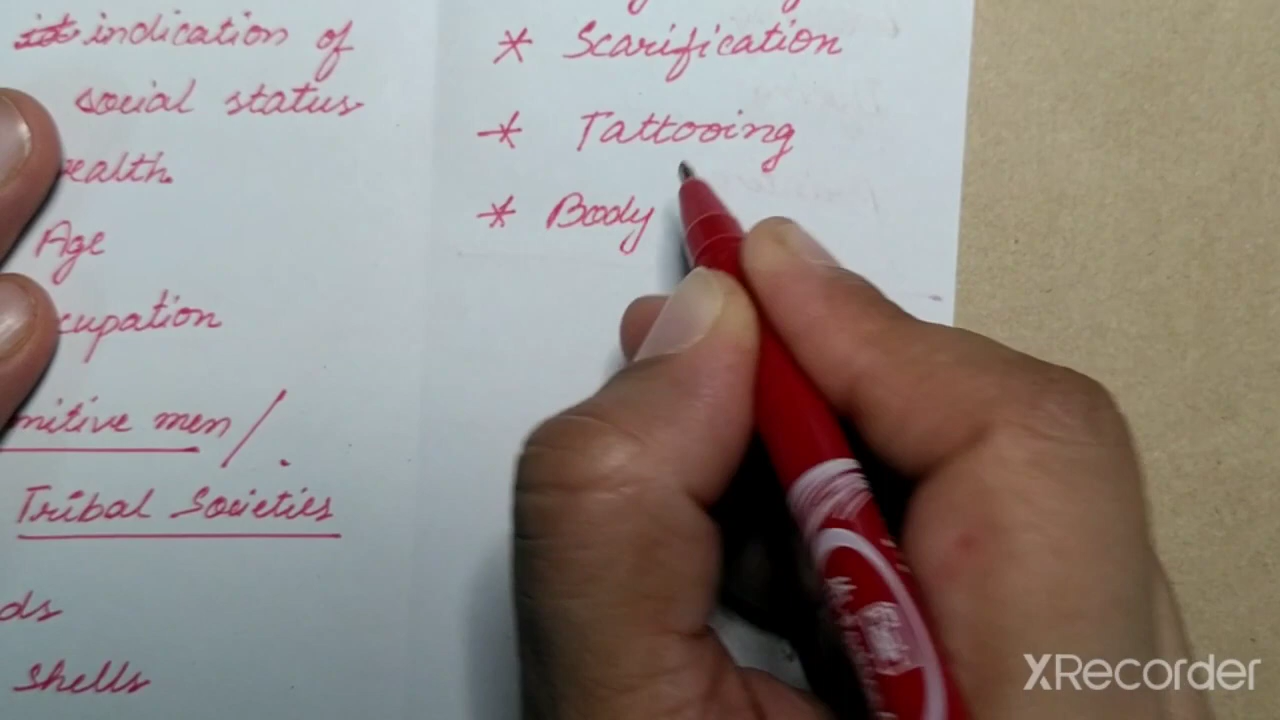 indication of
social status
ealth.
Age
cupation
mitive men /.
Tribal Societies
ds
shells
* Scarification
* Tattooing
* Body
XRecorder